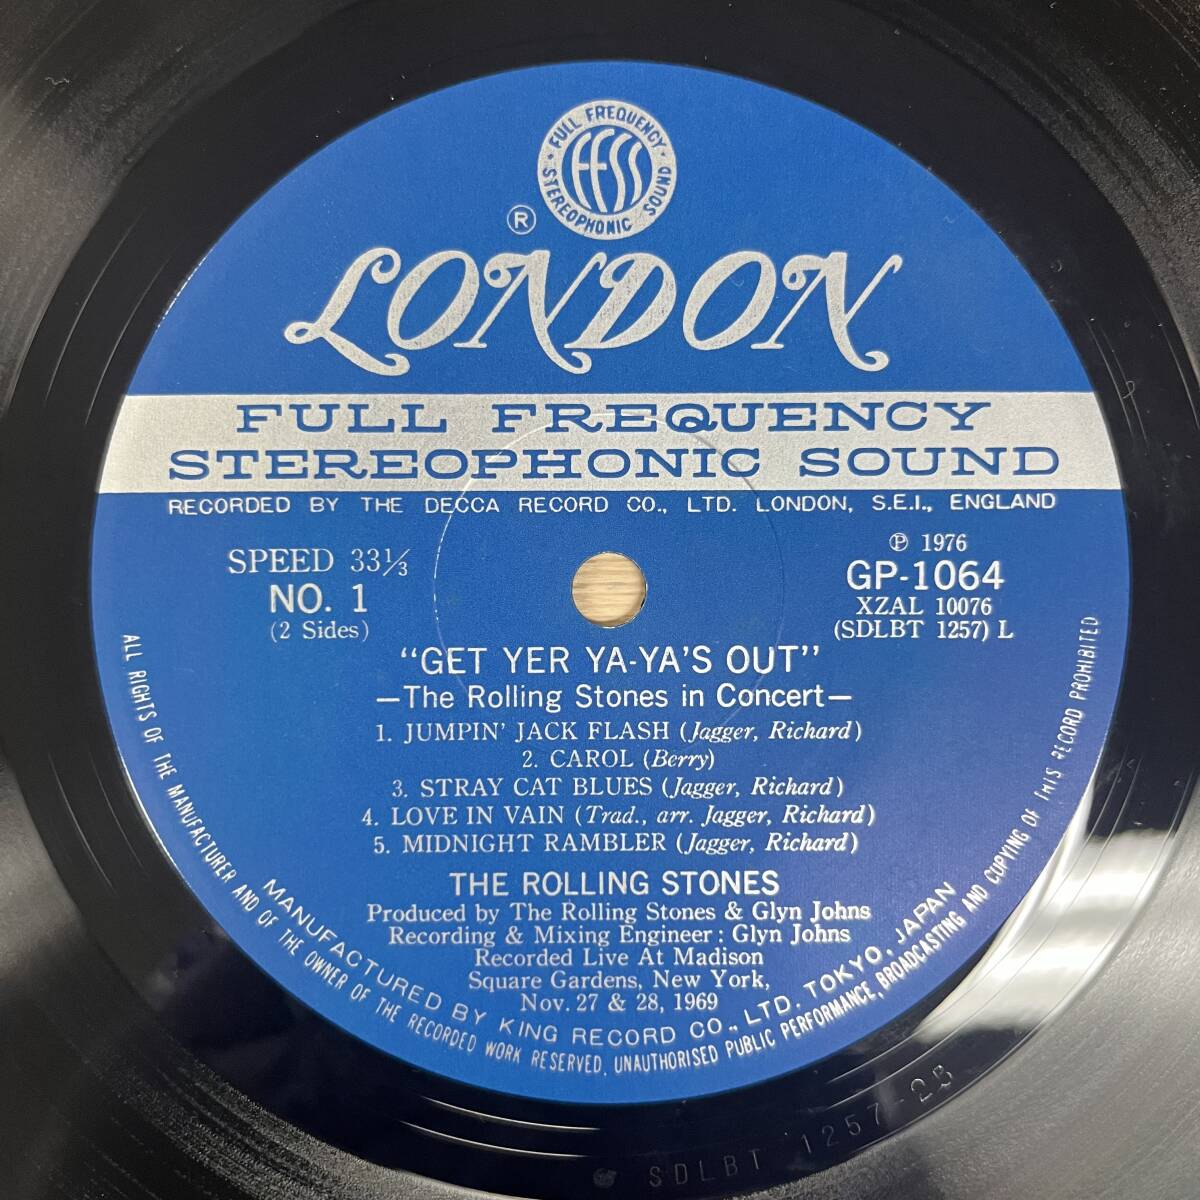 FULL FREQUENCY
STEREOPHONIC SOUND
FFSS
®
LONDON
FULL FREQUENCY
STEREOPHONIC SOUND
RECORDED BY THE DECCA RECORD CO., LTD. LONDON, S.E.I., ENGLAND
SPEED 33⅓
NO. 1
(2 Sides)
℗ 1976
GP-1064
XZAL 10076
(SDLBT 1257) L
"GET YER YA-YA'S OUT"
—The Rolling Stones in Concert—
1. JUMPIN' JACK FLASH (Jagger, Richard)
2. CAROL (Berry)
3. STRAY CAT BLUES (Jagger, Richard)
4. LOVE IN VAIN (Trad., arr. Jagger, Richard)
5. MIDNIGHT RAMBLER (Jagger, Richard)
THE ROLLING STONES
Produced by The Rolling Stones & Glyn Johns
Recording & Mixing Engineer : Glyn Johns
Recorded Live At Madison
Square Gardens, New York,
Nov. 27 & 28, 1969
MANUFACTURED BY KING RECORD CO., LTD. TOKYO, JAPAN
ALL RIGHTS OF THE MANUFACTURER AND OF THE OWNER OF THE RECORDED WORK RESERVED. UNAUTHORISED PUBLIC PERFORMANCE, BROADCASTING AND COPYING OF THIS RECORD PROHIBITED
SDLBT 1257-2B